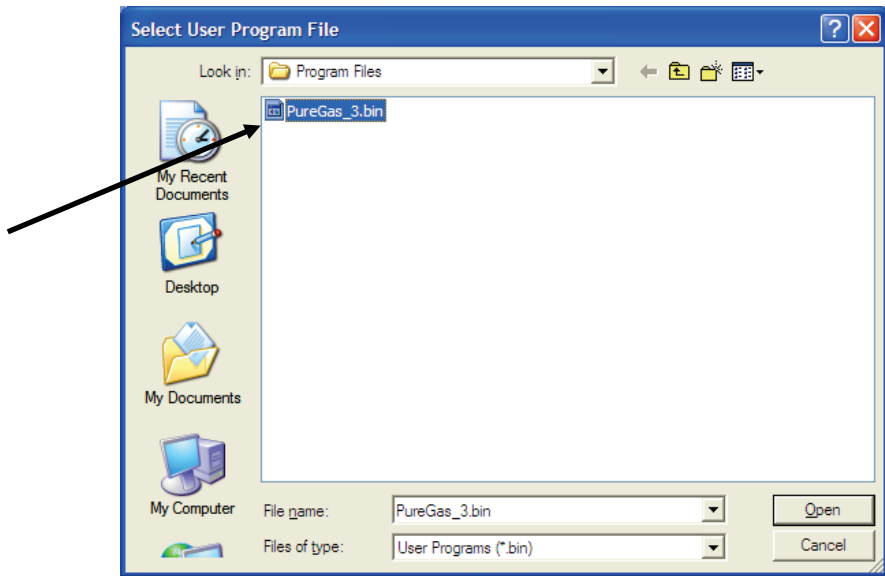 Select User Program File
Look in: Program Files
PureGas_3.bin
My Recent
Documents
Desktop
My Documents
My Computer
File name: PureGas_3.bin Open
Files of type: User Programs (*.bin) Cancel